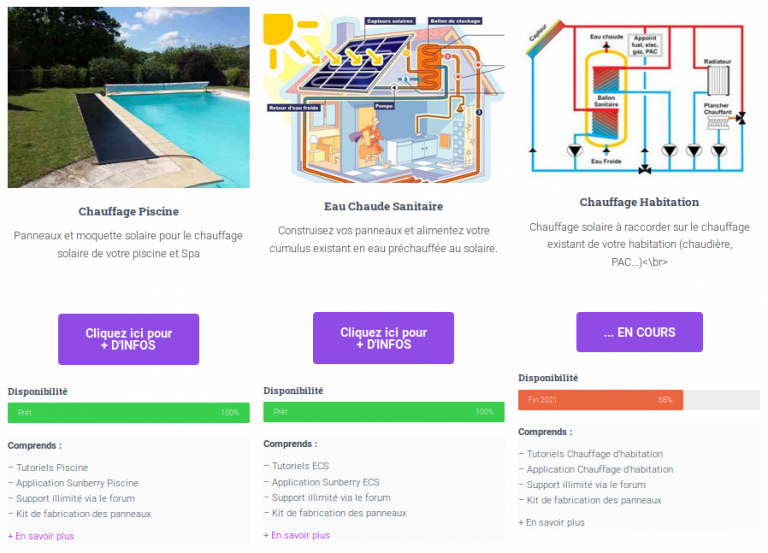 Chauffage Piscine
Panneaux et moquette solaire pour le chauffage
solaire de votre piscine et Spa
Cliquez ici pour
+ D'INFOS
Disponibilité
Prêt 100%
Comprends :
– Tutoriels Piscine
– Application Sunberry Piscine
– Support illimité via le forum
– Kit de fabrication des panneaux
+ En savoir plus
Capteurs solaires
Ballon de stockage
Retour d'eau froide
Pompe
Eau Chaude Sanitaire
Construisez vos panneaux et alimentez votre
cumulus existant en eau préchauffée au solaire.
Cliquez ici pour
+ D'INFOS
Disponibilité
Prêt 100%
Comprends :
– Tutoriels ECS
– Application Sunberry ECS
– Support illimité via le forum
– Kit de fabrication des panneaux
+ En savoir plus
Capteur
Eau chaude
Appoint
fuel, elec,
gaz, PAC
Radiateur
Ballon
Sanitaire
Plancher
Chauffant
Eau Froide
Chauffage Habitation
Chauffage solaire à raccorder sur le chauffage
existant de votre habitation (chaudière,
PAC...)<\br>
... EN COURS
Disponibilité
Fin 2021 68%
Comprends :
– Tutoriels Chauffage d'habitation
– Application Chauffage d'habitation
– Support illimité via le forum
– Kit de fabrication des panneaux
+ En savoir plus